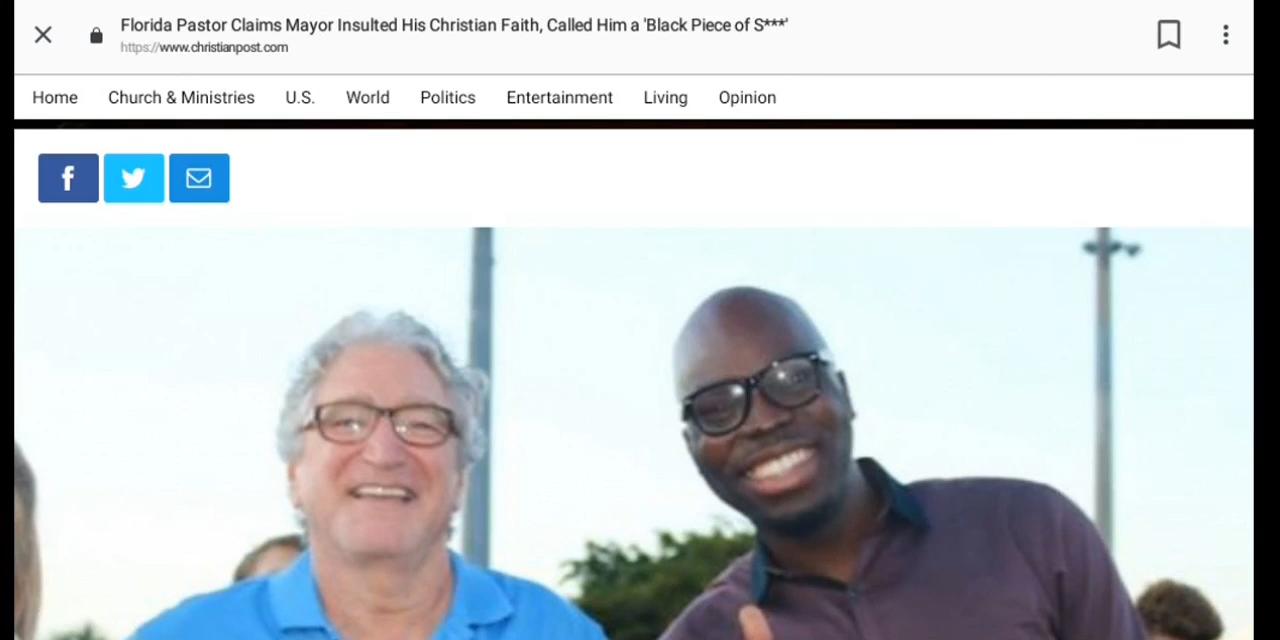 Florida Pastor Claims Mayor Insulted His Christian Faith, Called Him a 'Black Piece of S***'
https://www.christianpost.com
Home Church & Ministries U.S. World Politics Entertainment Living Opinion